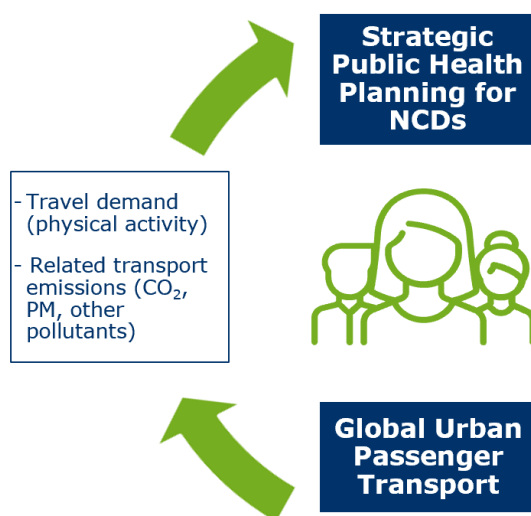 Strategic
Public Health
Planning for
NCDs
- Travel demand
(physical activity)
- Related transport
emissions (CO₂,
PM, other
pollutants)
Global Urban
Passenger
Transport